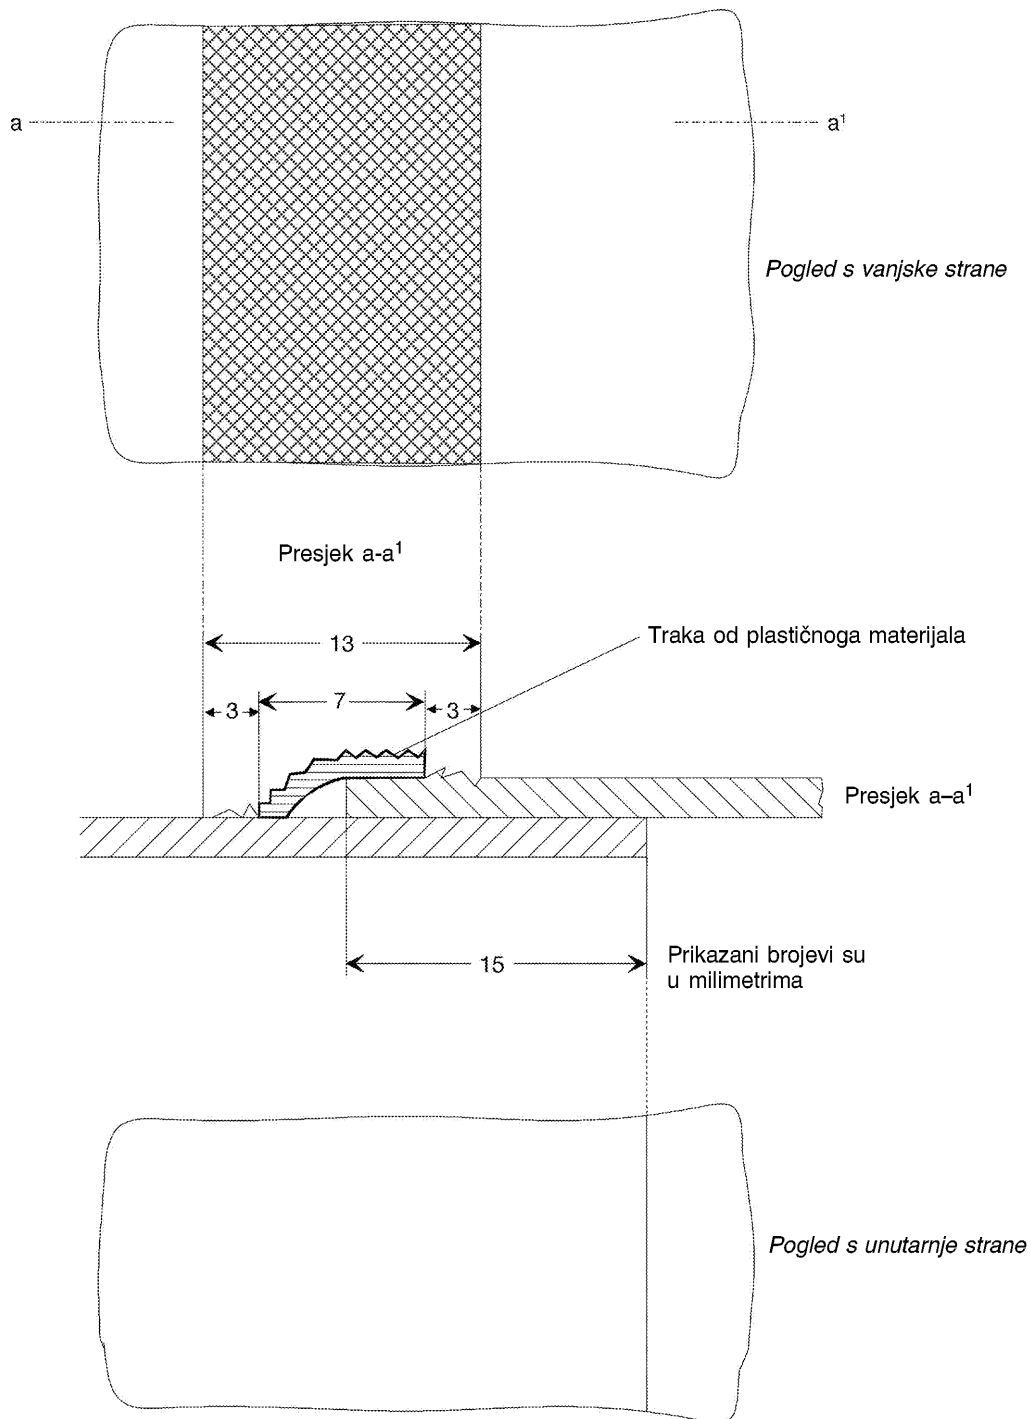 a
a¹
Pogled s vanjske strane
Presjek a-a¹
13
Traka od plastičnoga materijala
3
7
3
Presjek a–a¹
15
Prikazani brojevi su
u milimetrima
Pogled s unutarnje strane